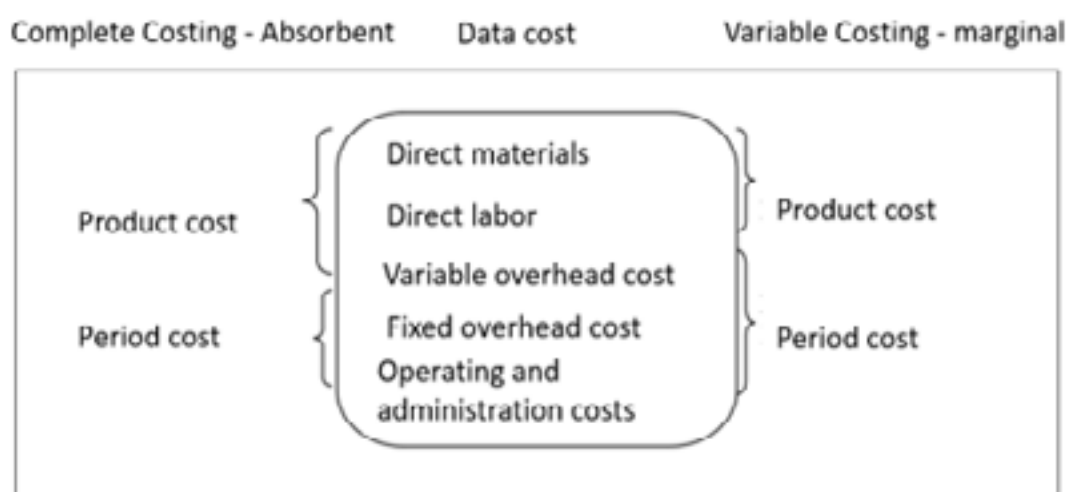 Complete Costing - Absorbent Data cost Variable Costing - marginal
Direct materials
Product cost
Direct labor
Product cost
Variable overhead cost
Period cost
Fixed overhead cost
Period cost
Operating and
administration costs